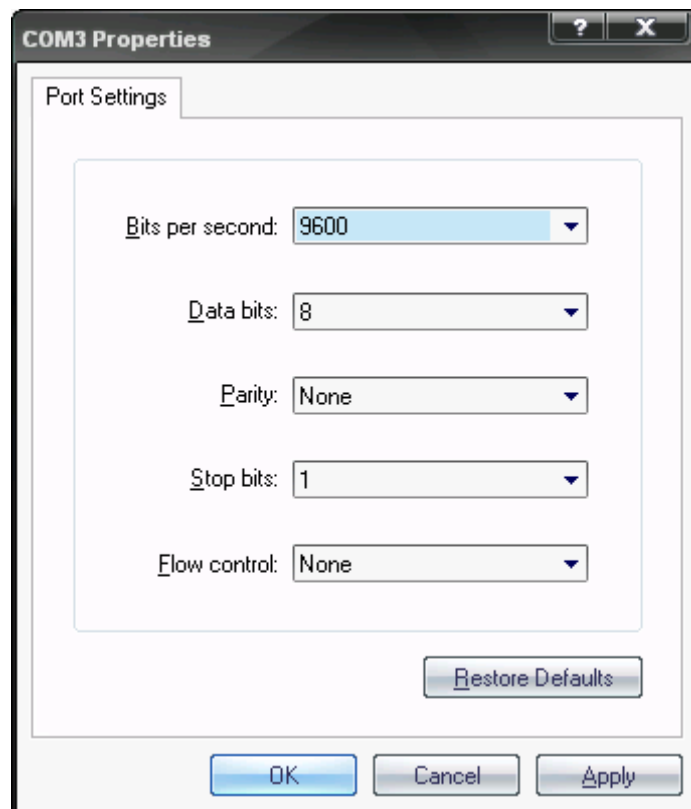 COM3 Properties
? X
Port Settings
Bits per second: 9600
Data bits: 8
Parity: None
Stop bits: 1
Flow control: None
Restore Defaults
OK Cancel Apply